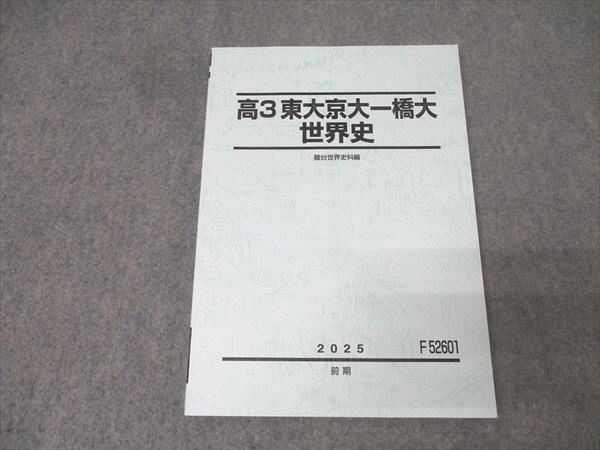 高3東大京大一橋大
世界史
駿台世界史科編
2025 F52601
前期